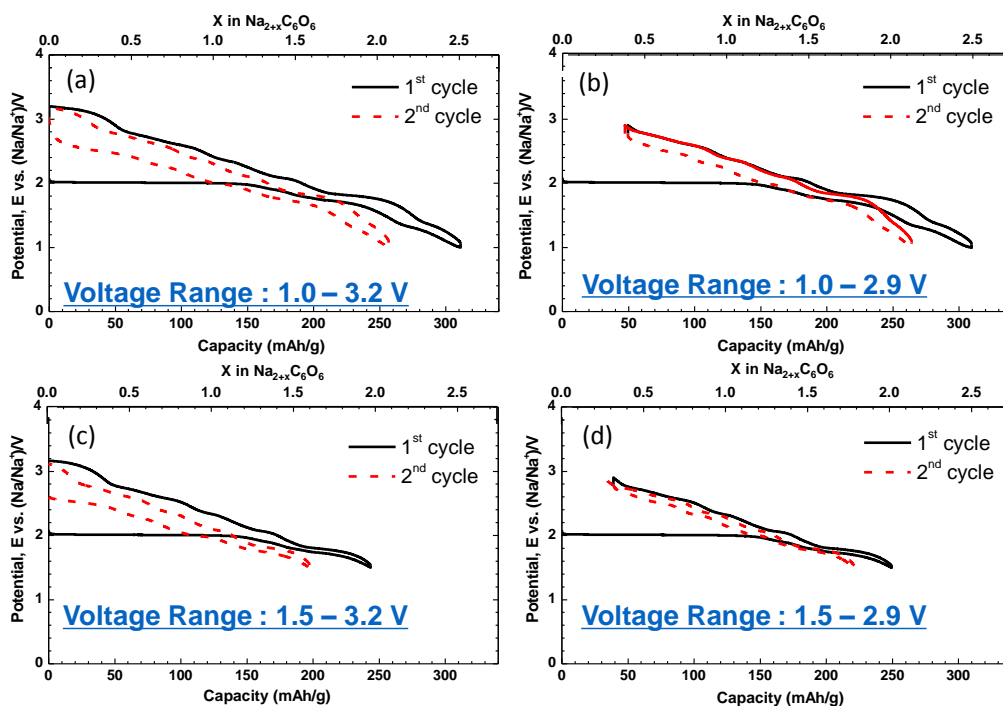 X in Na₂₊ₓC₆O₆
0.0 0.5 1.0 1.5 2.0 2.5
(a)
1ˢᵗ cycle
2ⁿᵈ cycle
Potential, E vs. (Na/Na⁺)/V
4
3
2
1
0
Voltage Range : 1.0 – 3.2 V
0 50 100 150 200 250 300
Capacity (mAh/g)
X in Na₂₊ₓC₆O₆
0.0 0.5 1.0 1.5 2.0 2.5
(b)
1ˢᵗ cycle
2ⁿᵈ cycle
Potential, E vs. (Na/Na⁺)/V
4
3
2
1
0
Voltage Range : 1.0 – 2.9 V
0 50 100 150 200 250 300
Capacity (mAh/g)
X in Na₂₊ₓC₆O₆
0.0 0.5 1.0 1.5 2.0 2.5
(c)
1ˢᵗ cycle
2ⁿᵈ cycle
Potential, E vs. (Na/Na⁺)/V
4
3
2
1
0
Voltage Range : 1.5 – 3.2 V
0 50 100 150 200 250 300
Capacity (mAh/g)
X in Na₂₊ₓC₆O₆
0.0 0.5 1.0 1.5 2.0 2.5
(d)
1ˢᵗ cycle
2ⁿᵈ cycle
Potential, E vs. (Na/Na⁺)/V
4
3
2
1
0
Voltage Range : 1.5 – 2.9 V
0 50 100 150 200 250 300
Capacity (mAh/g)